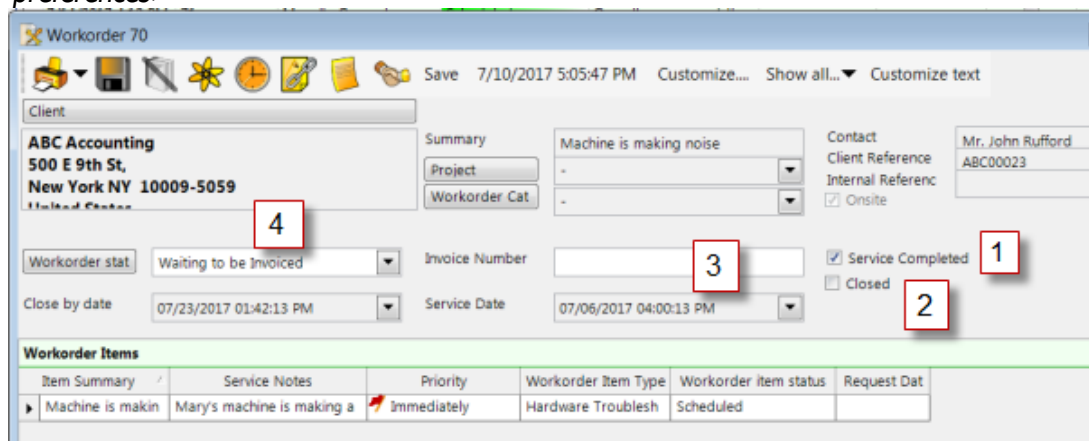 preferences.
Workorder 70
Save 7/10/2017 5:05:47 PM Customize.... Show all... Customize text
Client
ABC Accounting
500 E 9th St,
New York NY 10009-5059
United States
Summary Machine is making noise
Project -
Workorder Cat -
Contact Mr. John Rufford
Client Reference ABC00023
Internal Referenc
Onsite
4
Workorder stat Waiting to be Invoiced Invoice Number 3 Service Completed 1
Closed 2
Close by date 07/23/2017 01:42:13 PM Service Date 07/06/2017 04:00:13 PM
Workorder Items
Item Summary Service Notes Priority Workorder Item Type Workorder item status Request Dat
Machine is makin Mary's machine is making a Immediately Hardware Troublesh Scheduled